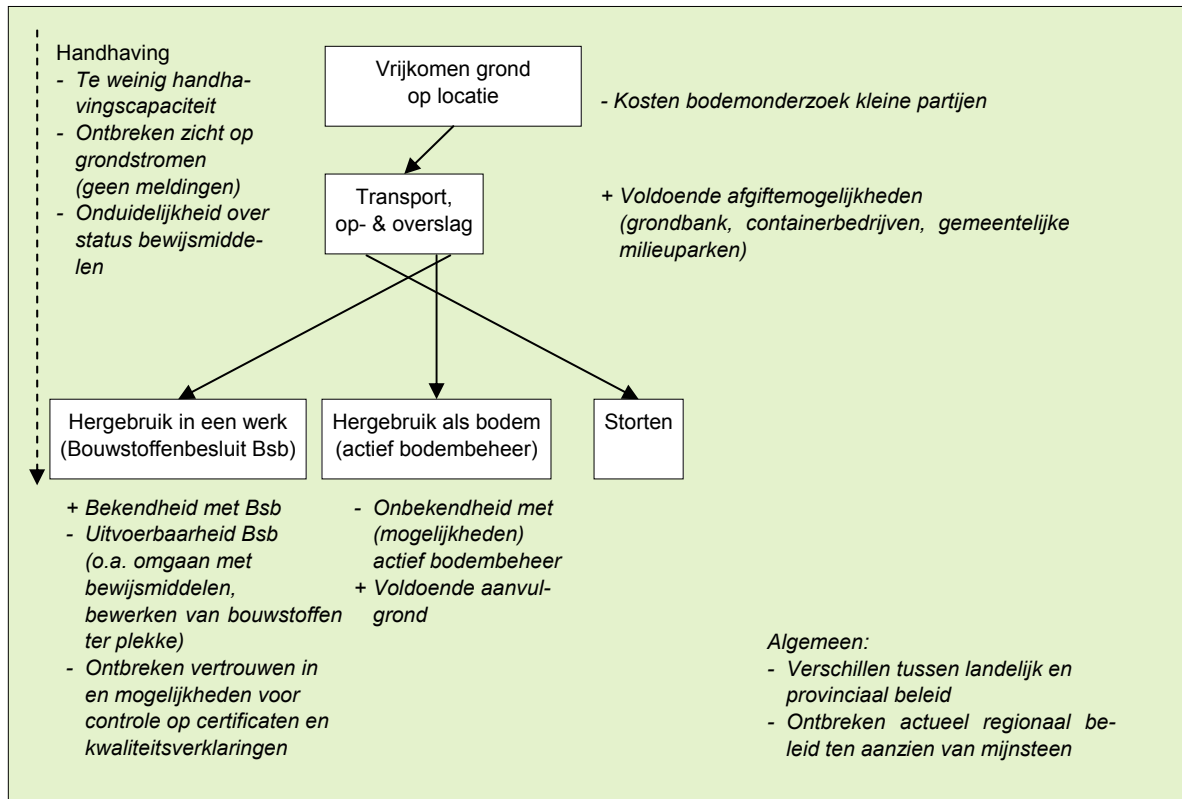 Handhaving
- Te weinig handha-
vingscapaciteit
- Ontbreken zicht op
grondstromen
(geen meldingen)
- Onduidelijkheid over
status bewijsmidde-
len
Vrijkomen grond
op locatie
- Kosten bodemonderzoek kleine partijen
Transport,
op- & overslag
+ Voldoende afgiftemogelijkheden
(grondbank, containerbedrijven, gemeentelijke
milieuparken)
Hergebruik in een werk
(Bouwstoffenbesluit Bsb)
Hergebruik als bodem
(actief bodembeheer)
Storten
+ Bekendheid met Bsb
- Uitvoerbaarheid Bsb
(o.a. omgaan met
bewijsmiddelen,
bewerken van bouwstoffen
ter plekke)
- Ontbreken vertrouwen in
en mogelijkheden voor
controle op certificaten en
kwaliteitsverklaringen
- Onbekendheid met
(mogelijkheden)
actief bodembeheer
+ Voldoende aanvul-
grond
Algemeen:
- Verschillen tussen landelijk en
provinciaal beleid
- Ontbreken actueel regionaal be-
leid ten aanzien van mijnsteen